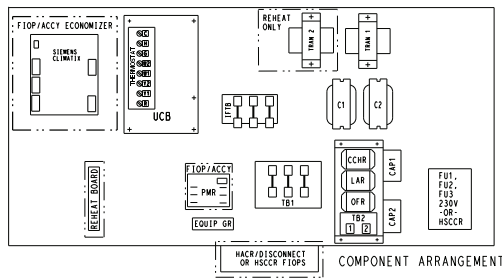 FIOP/ACCY ECONOMIZER
SIEMENS
CLIMATIX
THERMOSTAT
UCB
REHEAT
ONLY
TRAN 2
TRAN 1
IFTB
C1
C2
REHEAT BOARD
FIOP/ACCY
PMR
EQUIP GR
TB1
CCHR
LAR
OFR
TB2
1 2
CAP1
CAP2
FU1,
FU2,
FU3
230V
-OR-
HSCCR
HACR/DISCONNECT
OR HSCCR FIOPS
COMPONENT ARRANGEMENT